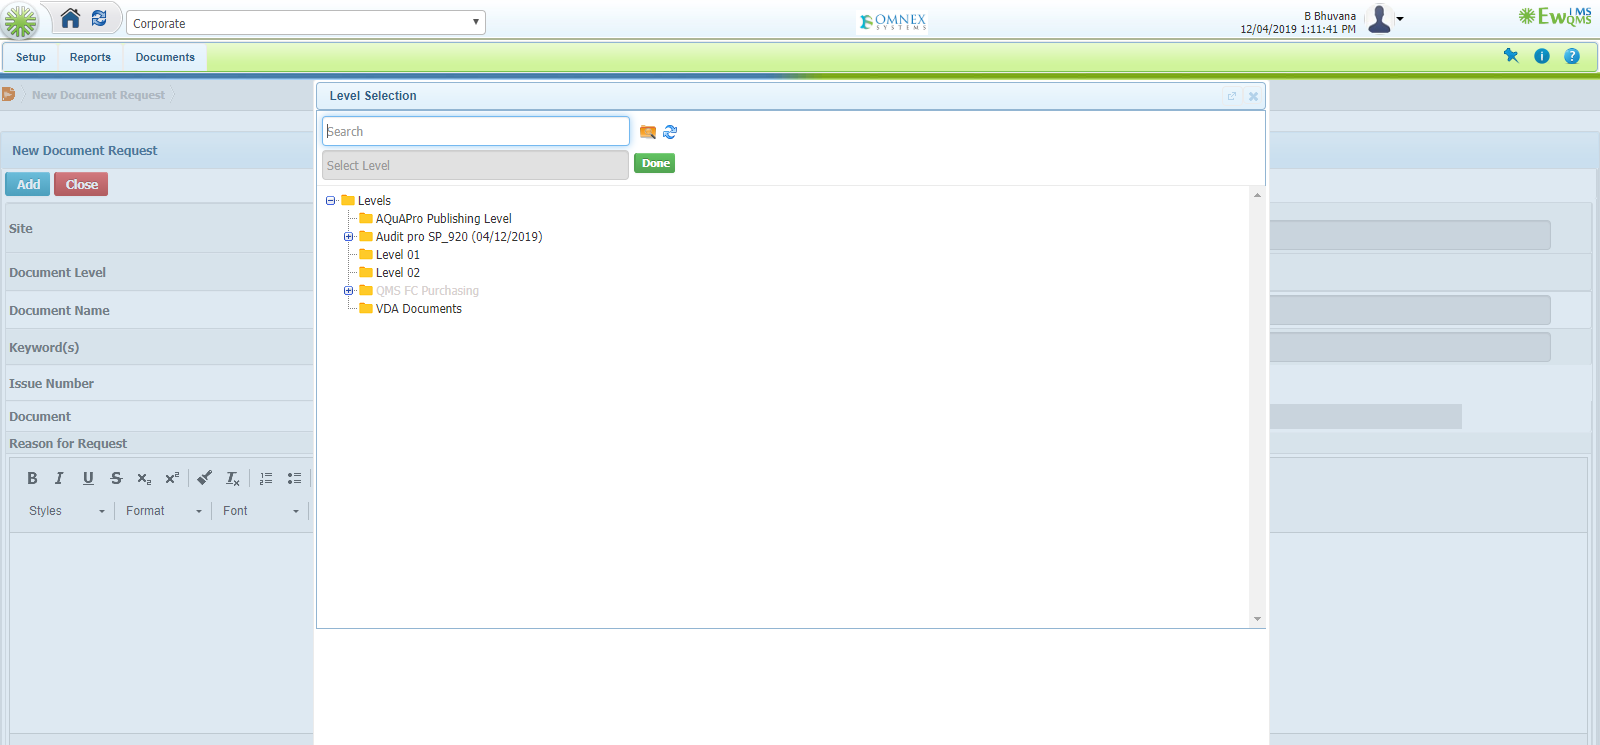 Corporate
OMNEX
SYSTEMS
B Bhuvana
12/04/2019 1:11:41 PM
EwQMS
IMS
Setup Reports Documents
New Document Request
Level Selection
Search
New Document Request
Select Level Done
Add Close
Levels
AQuAPro Publishing Level
Site
Audit pro SP_920 (04/12/2019)
Level 01
Document Level
Level 02
QMS FC Purchasing
Document Name
VDA Documents
Keyword(s)
Issue Number
Document
Reason for Request
B I U S x₂ x² Tx
Styles Format Font